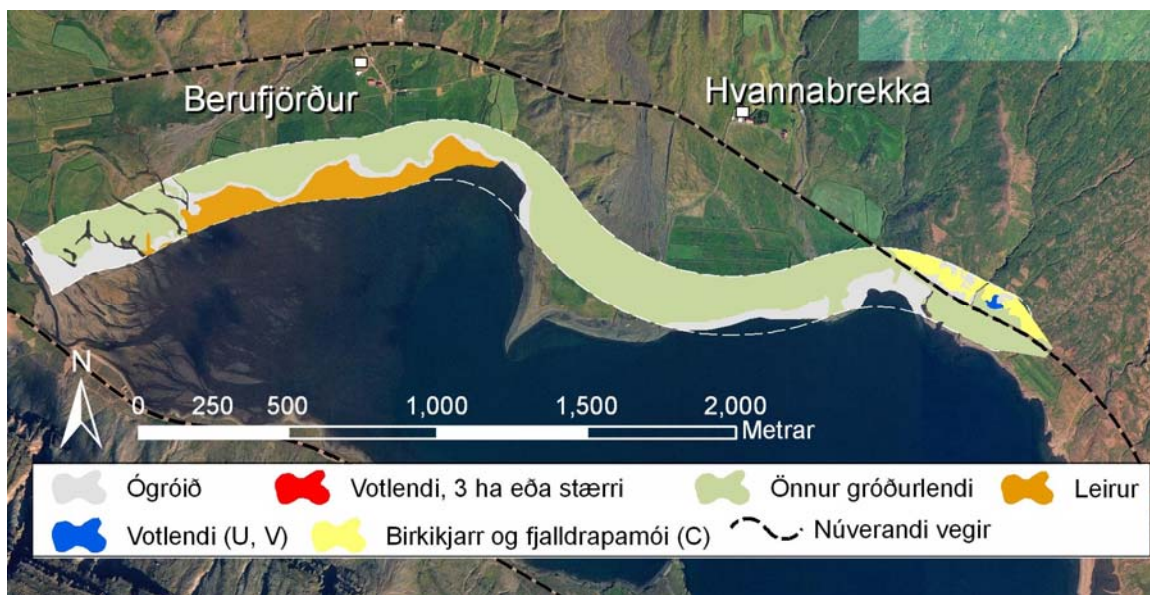 Berufjörður
Hvannabrekka
N
0 250 500 1,000 1,500 2,000
Metrar
Ógróið Votlendi, 3 ha eða stærri Önnur gróðurlendi Leirur
Votlendi (U, V) Birkikjarr og fjalldrapamói (C) Núverandi vegir